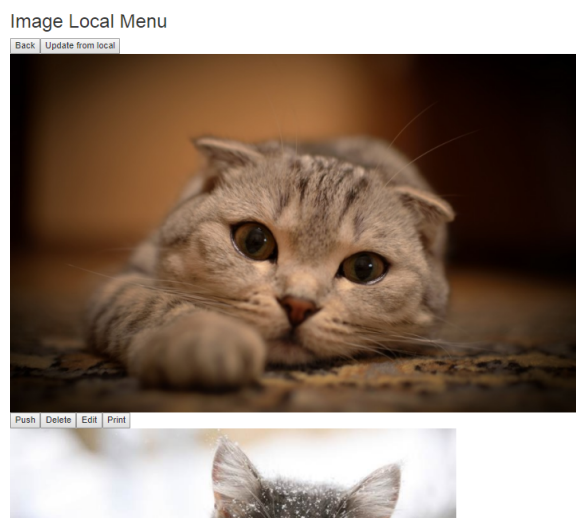 Image Local Menu
Back Update from local
Push Delete Edit Print